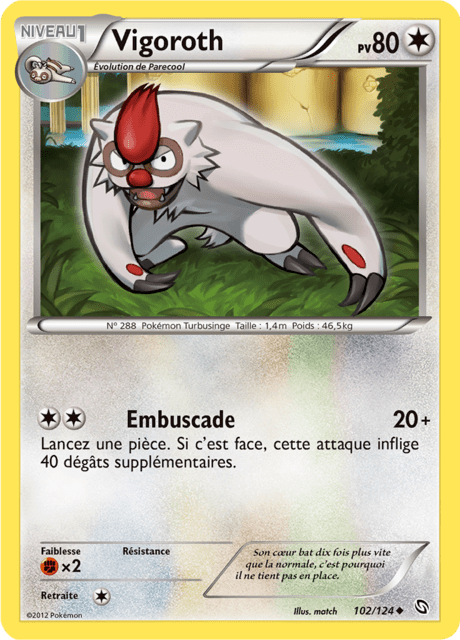 NIVEAU1
Vigoroth
PV80
Évolution de Parecool
N° 288 Pokémon Turbusinge Taille : 1,4m Poids : 46,5kg
Embuscade 20+
Lancez une pièce. Si c'est face, cette attaque inflige
40 dégâts supplémentaires.
Faiblesse Résistance
×2
Retraite
Son cœur bat dix fois plus vite
que la normale, c'est pourquoi
il ne tient pas en place.
©2012 Pokémon
Illus. match 102/124